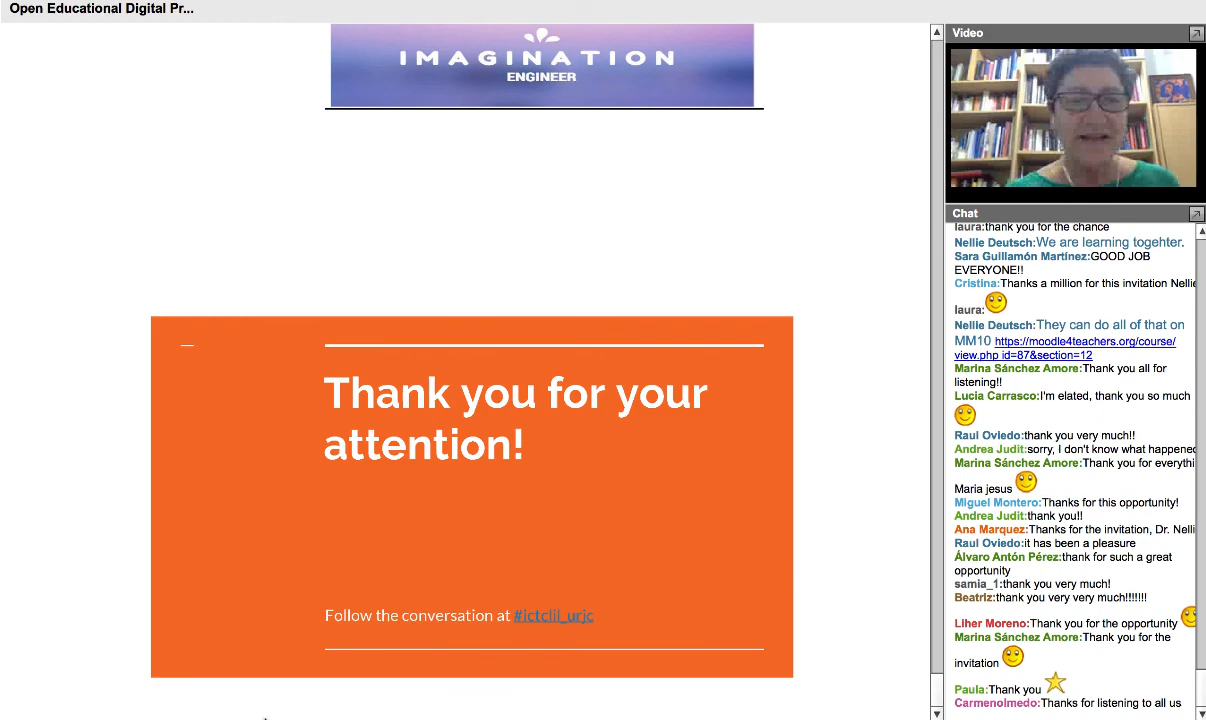 Open Educational Digital Pr...
IMAGINATION
ENGINEER
Thank you for your
attention!
Follow the conversation at #ictclil_urjc
Video
Chat
laura:thank you for the chance
Nellie Deutsch:We are learning togehter.
Sara Guillamón Martínez:GOOD JOB
EVERYONE!!
Cristina:Thanks a million for this invitation Nellie
laura:
Nellie Deutsch:They can do all of that on
MM10 https://moodle4teachers.org/course/
view.php id=87&section=12
Marina Sánchez Amore:Thank you all for
listening!!
Lucia Carrasco:I'm elated, thank you so much
Raul Oviedo:thank you very much!!
Andrea Judit:sorry, I don't know what happened
Marina Sánchez Amore:Thank you for everythi
Maria jesus
Miguel Montero:Thanks for this opportunity!
Andrea Judit:thank you!!
Ana Marquez:Thanks for the invitation, Dr. Nelli
Raul Oviedo:it has been a pleasure
Álvaro Antón Pérez:thank for such a great
opportunity
samia_1:thank you very much!
Beatriz:thank you very very much!!!!!!!
Liher Moreno:Thank you for the opportunity
Marina Sánchez Amore:Thank you for the
invitation
Paula:Thank you
Carmenolmedo:Thanks for listening to all us